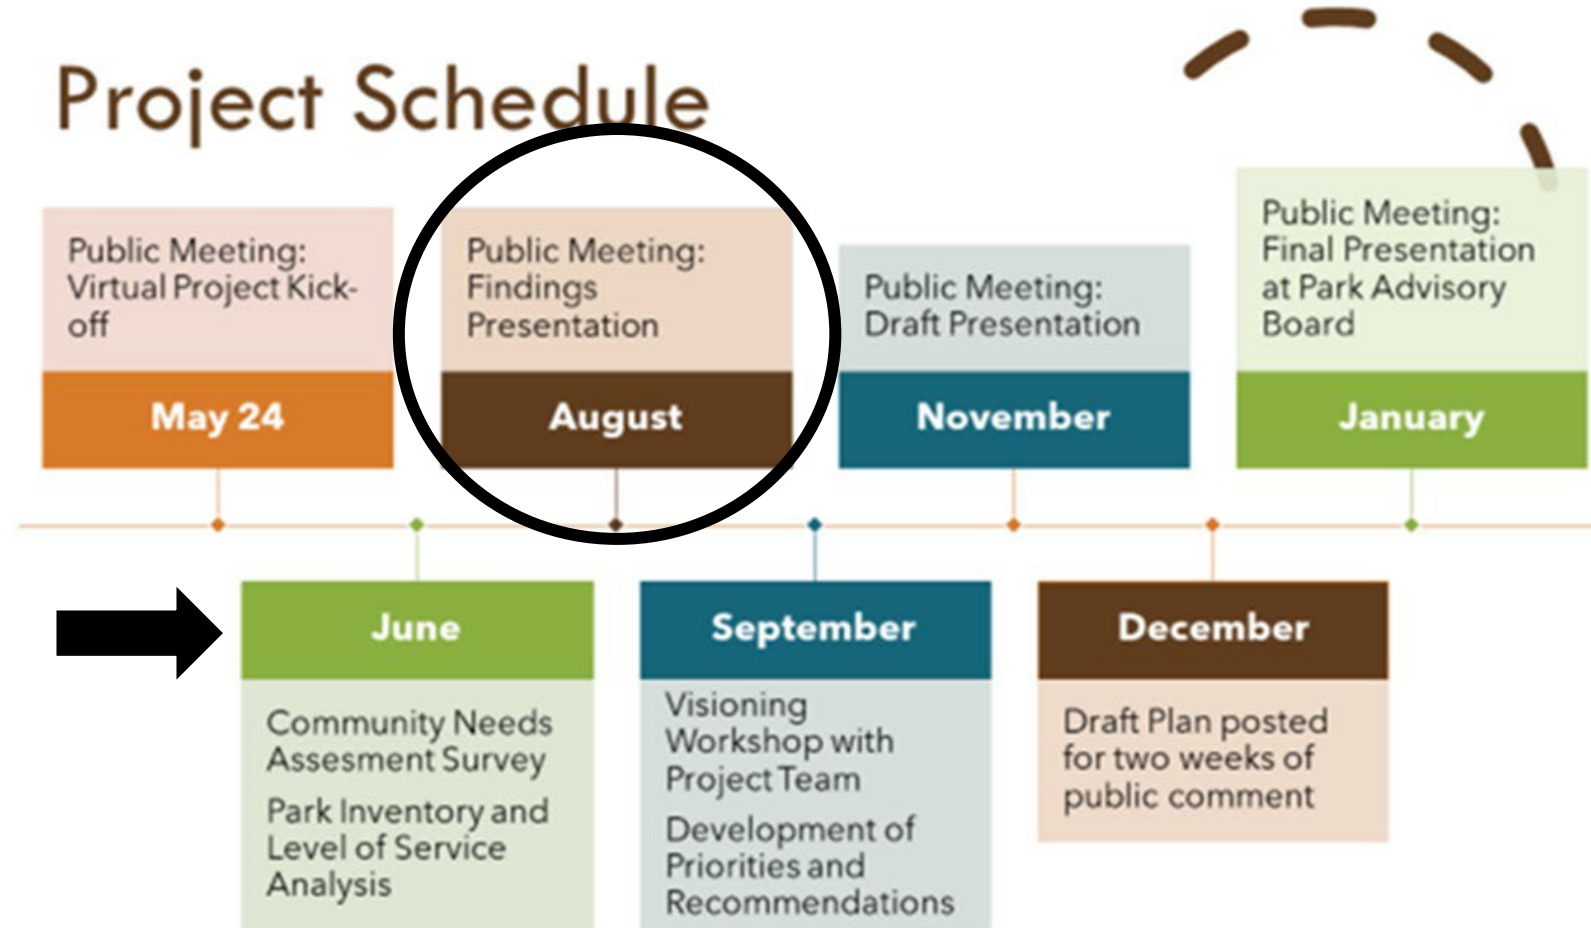 Project Schedule
Public Meeting:
Virtual Project Kick-
off
May 24
Public Meeting:
Findings
Presentation
August
Public Meeting:
Draft Presentation
November
Public Meeting:
Final Presentation
at Park Advisory
Board
January
June
Community Needs
Assesment Survey
Park Inventory and
Level of Service
Analysis
September
Visioning
Workshop with
Project Team
Development of
Priorities and
Recommendations
December
Draft Plan posted
for two weeks of
public comment